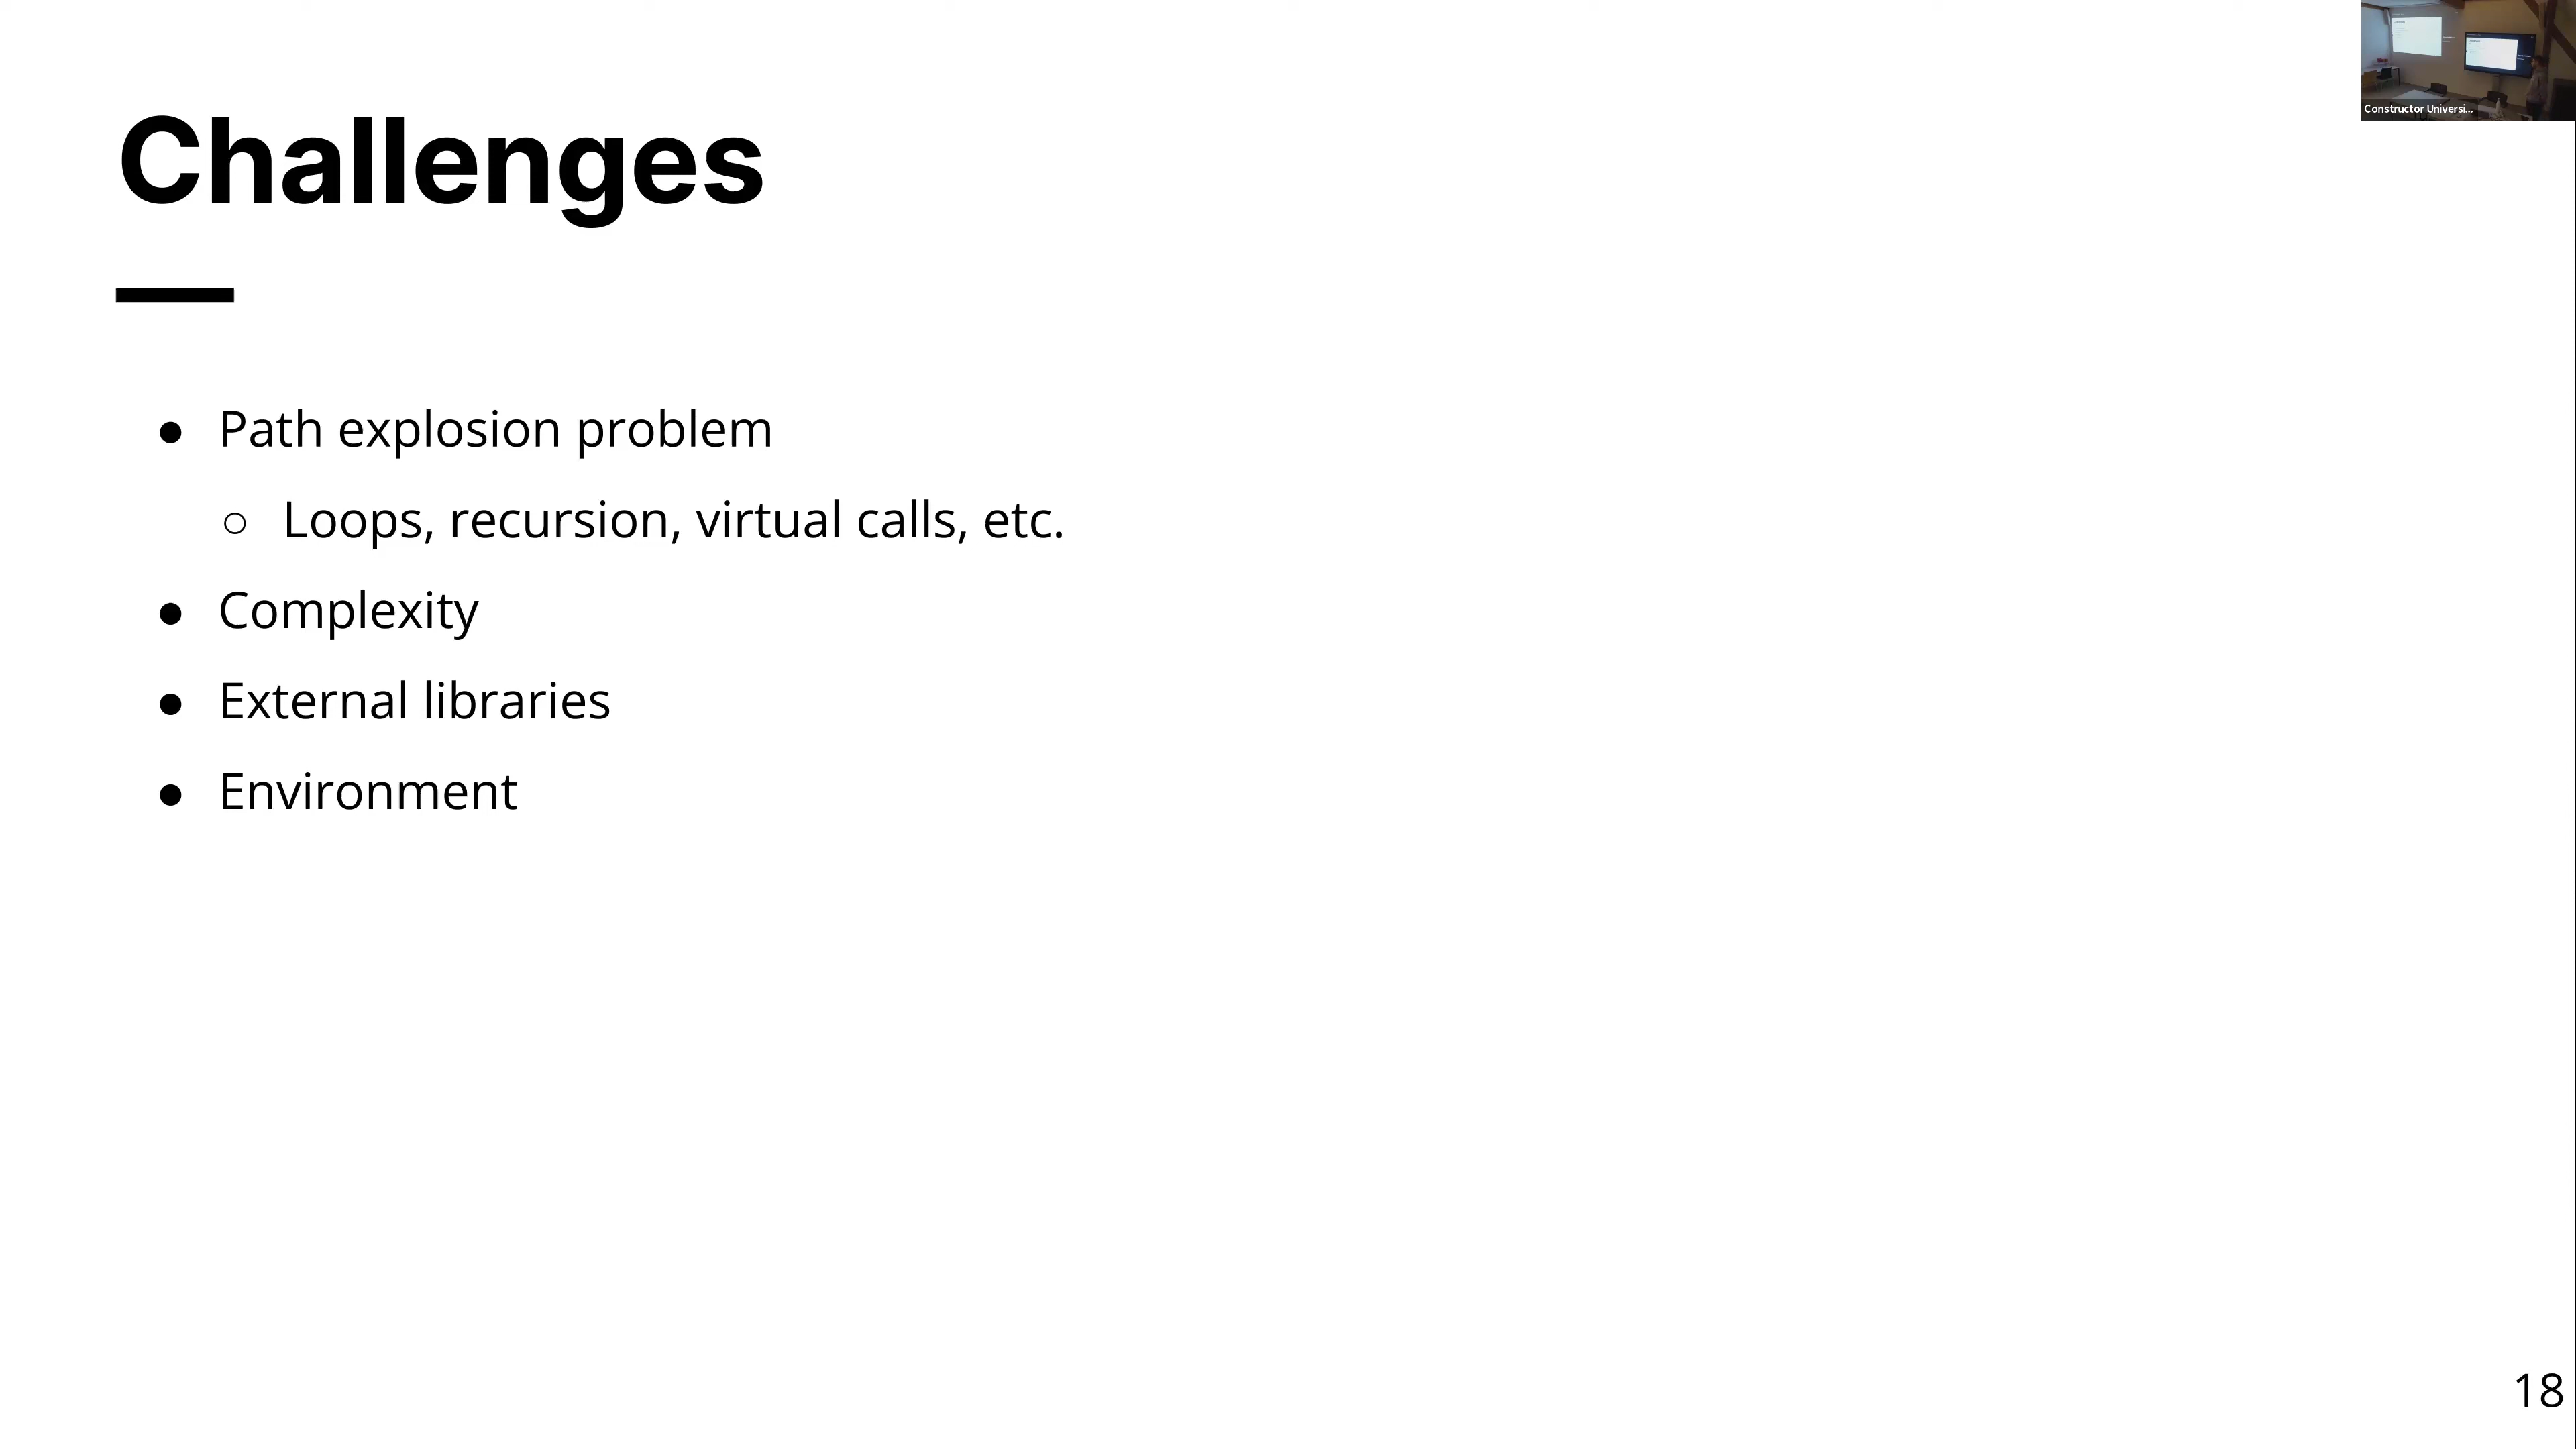 Challenges
Constructor Universi...
● Path explosion problem
○ Loops, recursion, virtual calls, etc.
● Complexity
● External libraries
● Environment
18